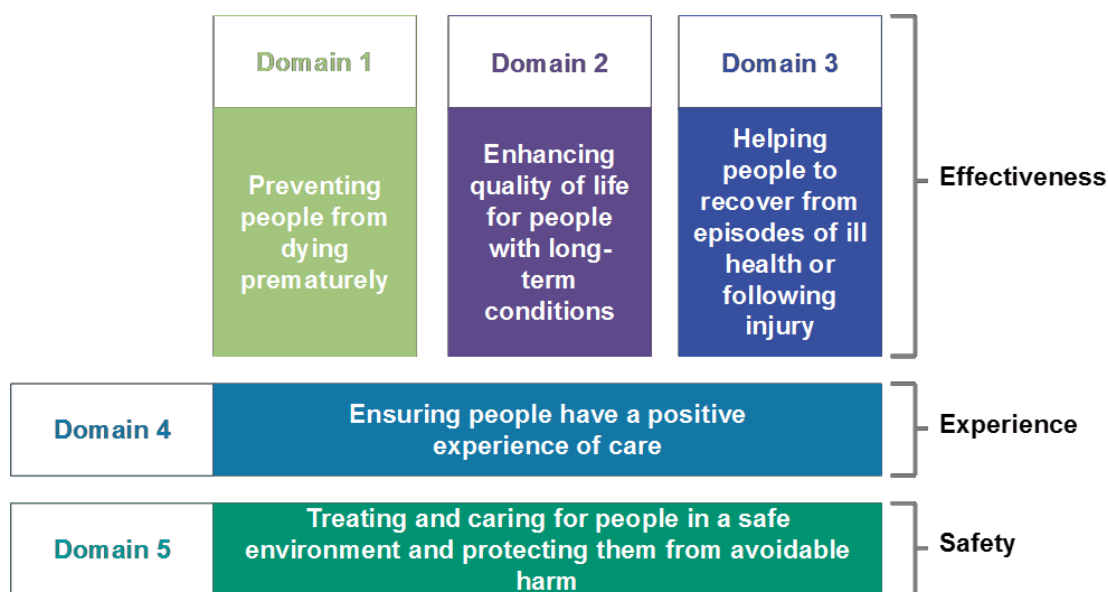 Domain 1
Preventing
people from
dying
prematurely
Domain 2
Enhancing
quality of life
for people
with long-
term
conditions
Domain 3
Helping
people to
recover from
episodes of ill
health or
following
injury
Effectiveness
Domain 4
Ensuring people have a positive
experience of care
Experience
Domain 5
Treating and caring for people in a safe
environment and protecting them from avoidable
harm
Safety